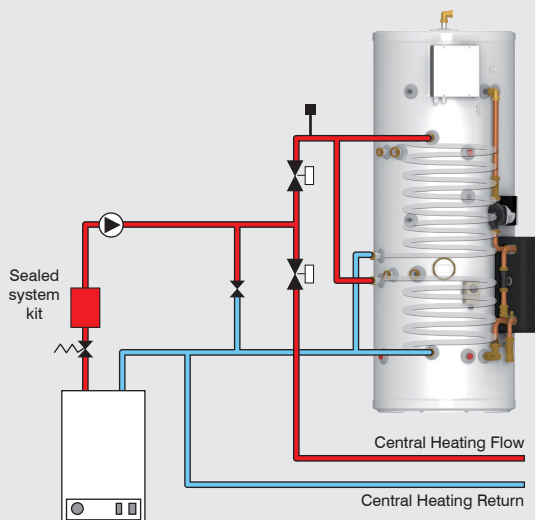 Sealed
system
kit
Central Heating Flow
Central Heating Return